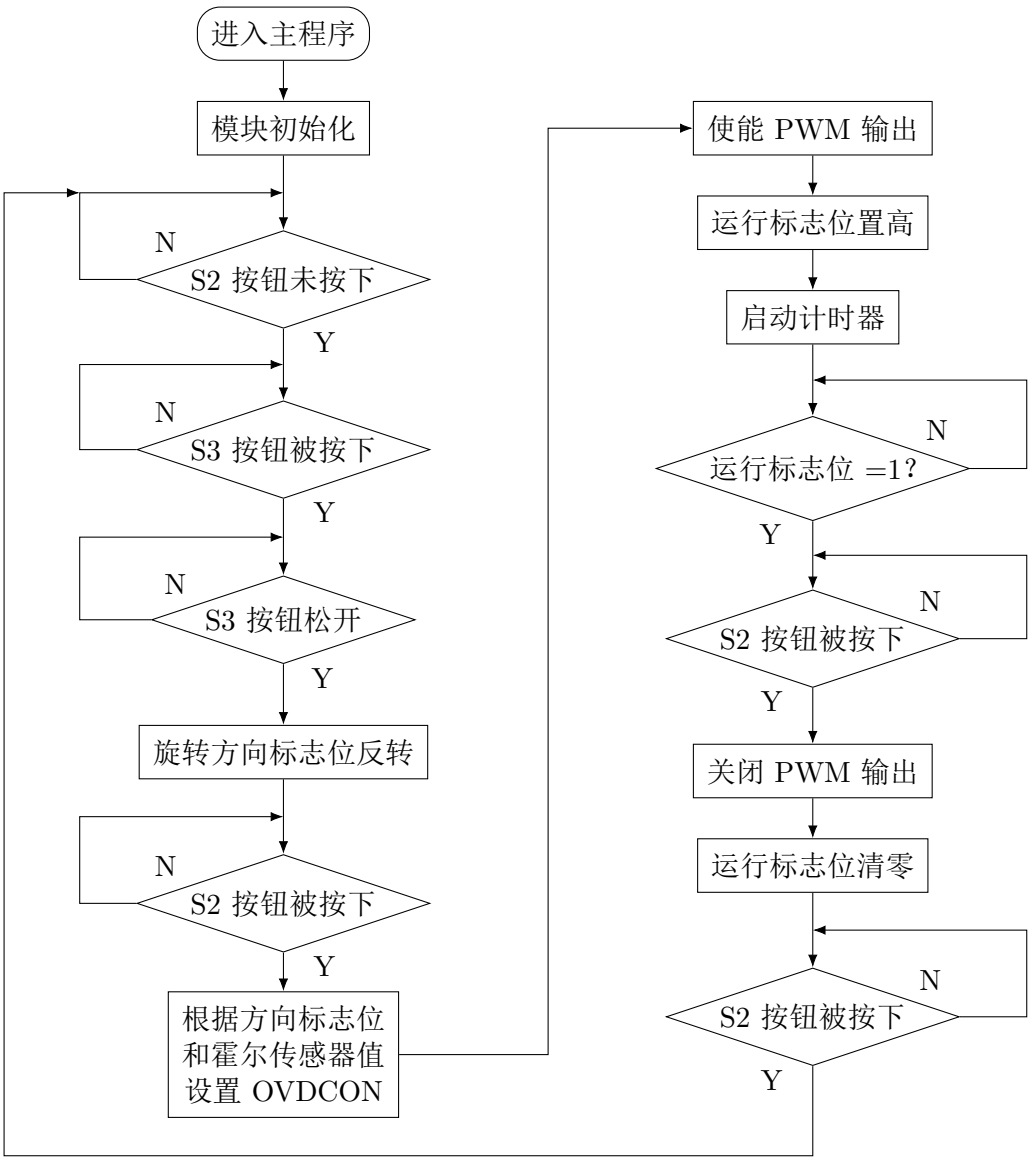 进入主程序
模块初始化
N
S2 按钮未按下
Y
N
S3 按钮被按下
Y
N
S3 按钮松开
Y
旋转方向标志位反转
N
S2 按钮被按下
Y
根据方向标志位
和霍尔传感器值
设置 OVDCON
使能 PWM 输出
运行标志位置高
启动计时器
N
运行标志位 =1？
Y
N
S2 按钮被按下
Y
关闭 PWM 输出
运行标志位清零
N
S2 按钮被按下
Y